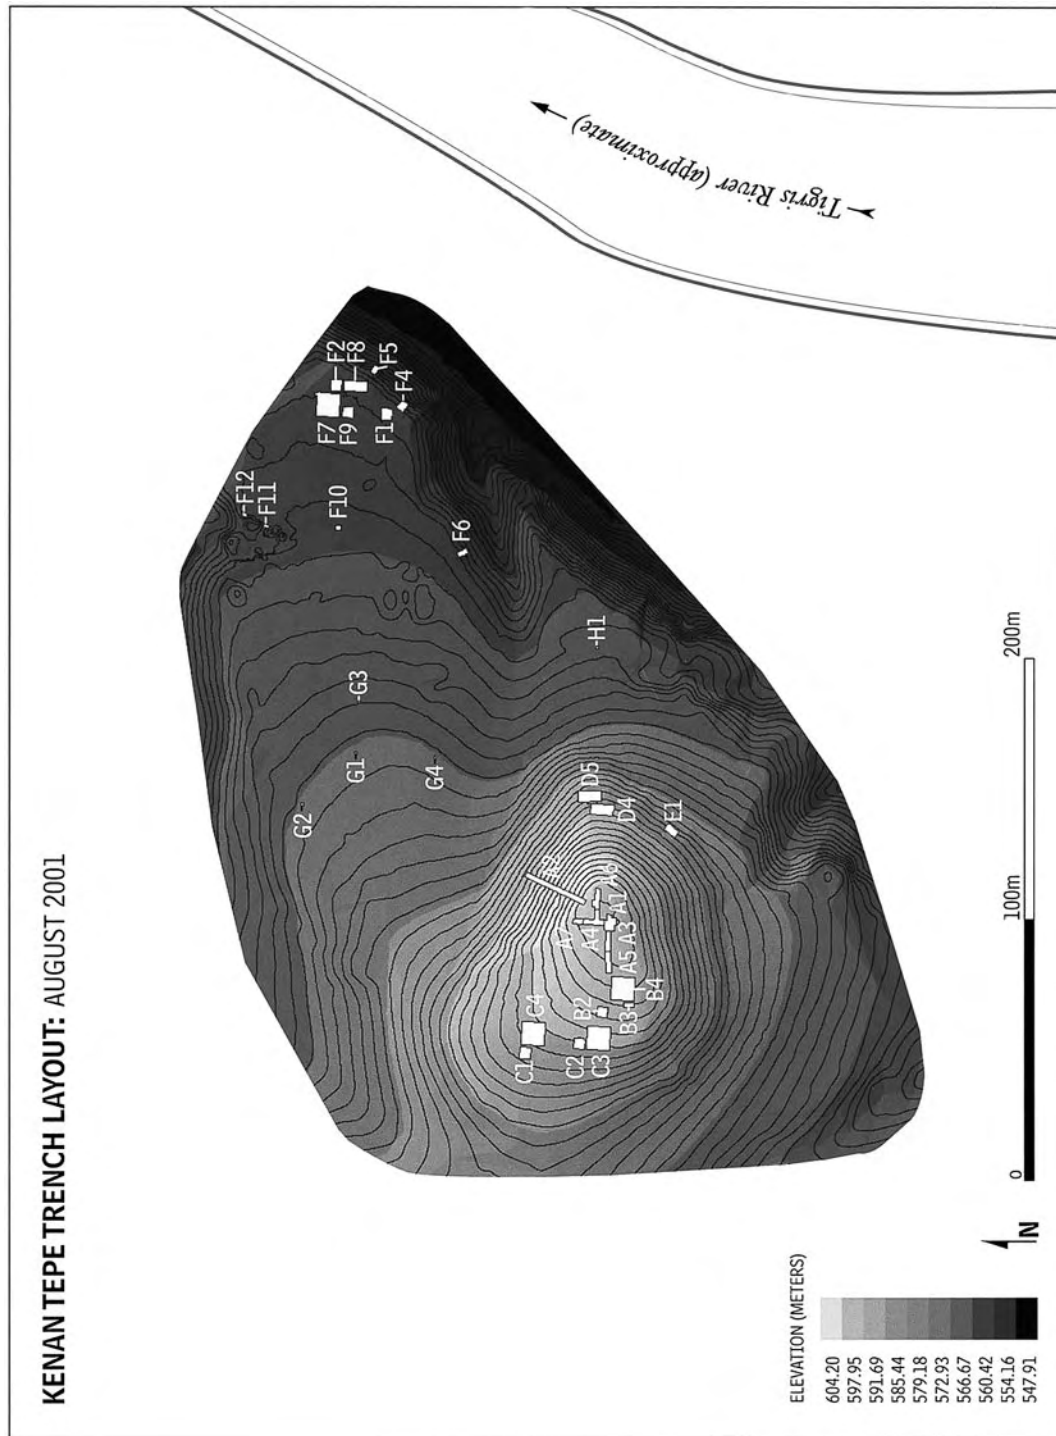 KENAN TEPE TRENCH LAYOUT: AUGUST 2001
Tigris River (approximate)
F2
F8
F5
F4
F7
F9
F1
F12
F11
F10
F6
H1
G3
G1
G4
G2
D5
D4
E1
A2
A6
A1
A7
A4
A3
A5
B4
B3
B2
C4
C1
C2
C3
0
100m
200m
N
ELEVATION (METERS)
604.20
597.95
591.69
585.44
579.18
572.93
566.67
560.42
554.16
547.91